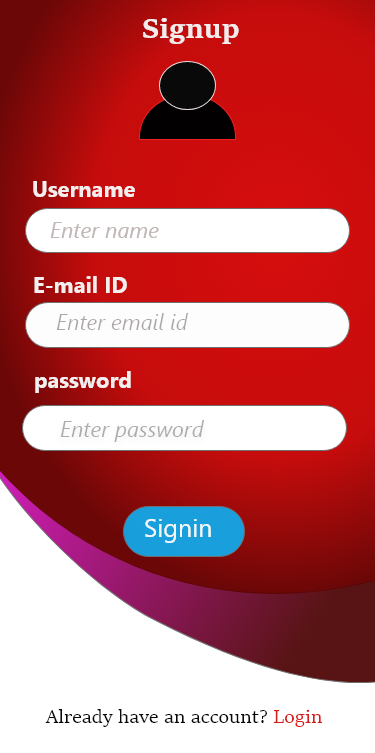 Signup
Username
Enter name
E-mail ID
Enter email id
password
Enter password
Signin
Already have an account? Login